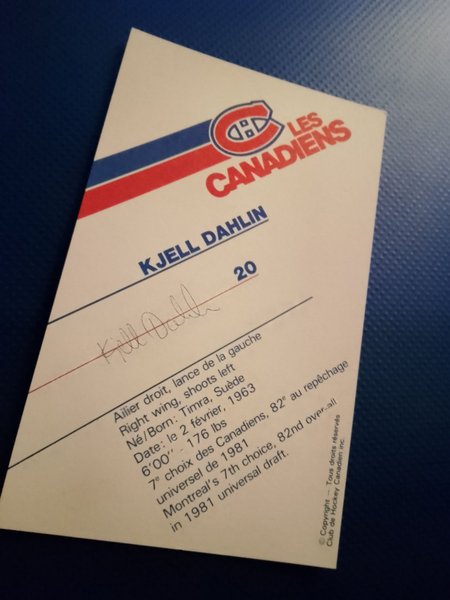 LES
CANADIENS
KJELL DAHLIN
20
Kjell Dahlin
Ailier droit, lance de la gauche
Right wing, shoots left
Né/Born: Timra, Suède
Date: le 2 février, 1963
6'00" - 176 lbs
7e choix des Canadiens, 82e au repêchage
universel de 1981
Montreal's 7th choice, 82nd over-all
in 1981 universal draft.
© Copyright — Tous droits réservés
Club de Hockey Canadien inc.